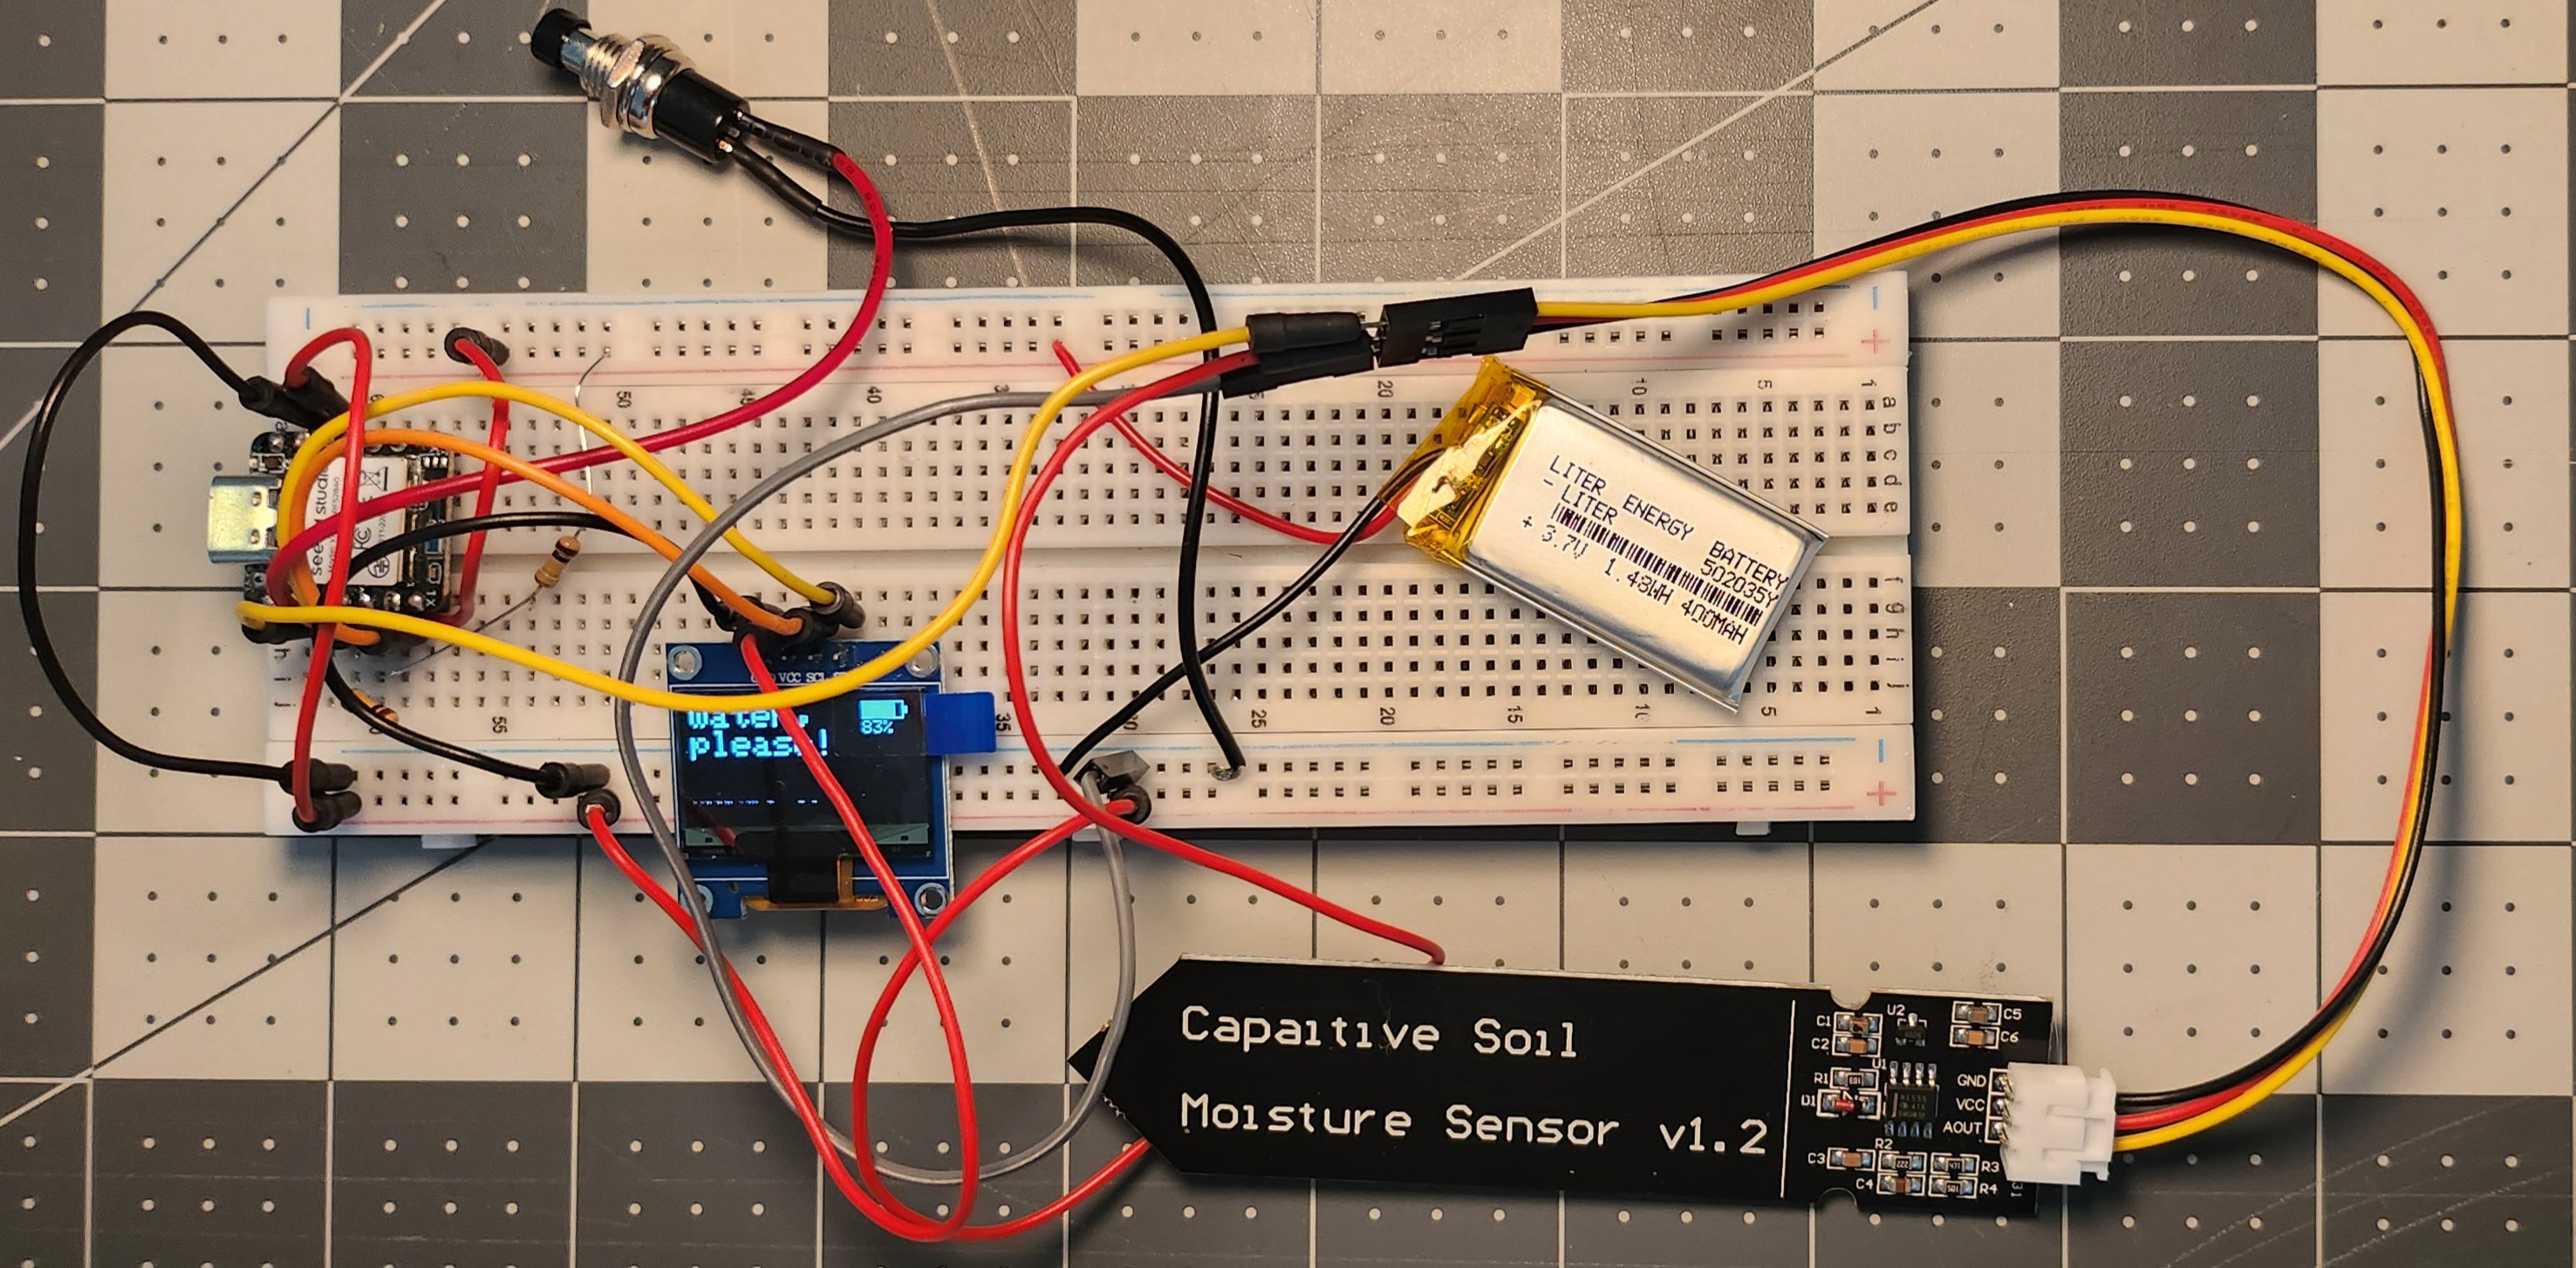 50
40
20
10
5
1
a
b
c
d
e
seeed studio
LITER ENERGY BATTERY
- LITER 502035Y
+ 3.7V 1.48WH 400MAH
f
g
h
i
j
1X
VCC SCL
55
35
30
25
20
15
10
5
1
water,
please!
83%
Capaitive Soil
Moisture Sensor v1.2
C1
C2
U2
C5
C6
R1
U1
D1
GND
VCC
AOUT
R2
C3
C4
R3
R4